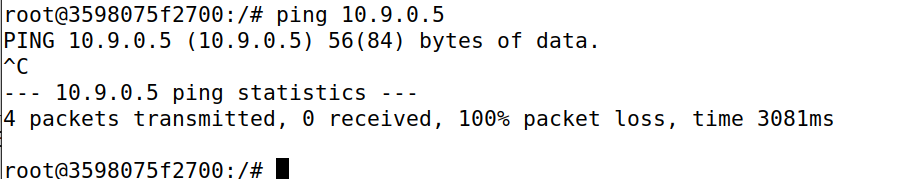 root@3598075f2700:/# ping 10.9.0.5
PING 10.9.0.5 (10.9.0.5) 56(84) bytes of data.
^C
--- 10.9.0.5 ping statistics ---
4 packets transmitted, 0 received, 100% packet loss, time 3081ms
root@3598075f2700:/#